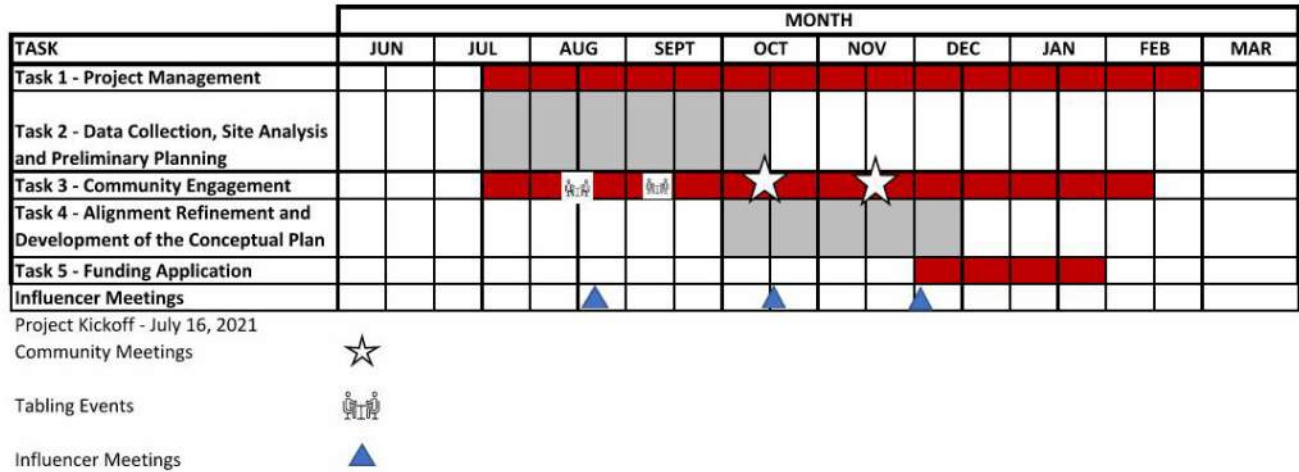 MONTH
TASK JUN JUL AUG SEPT OCT NOV DEC JAN FEB MAR
Task 1 - Project Management
Task 2 - Data Collection, Site Analysis
and Preliminary Planning
Task 3 - Community Engagement
Task 4 - Alignment Refinement and
Development of the Conceptual Plan
Task 5 - Funding Application
Influencer Meetings
Project Kickoff - July 16, 2021
Community Meetings
Tabling Events
Influencer Meetings